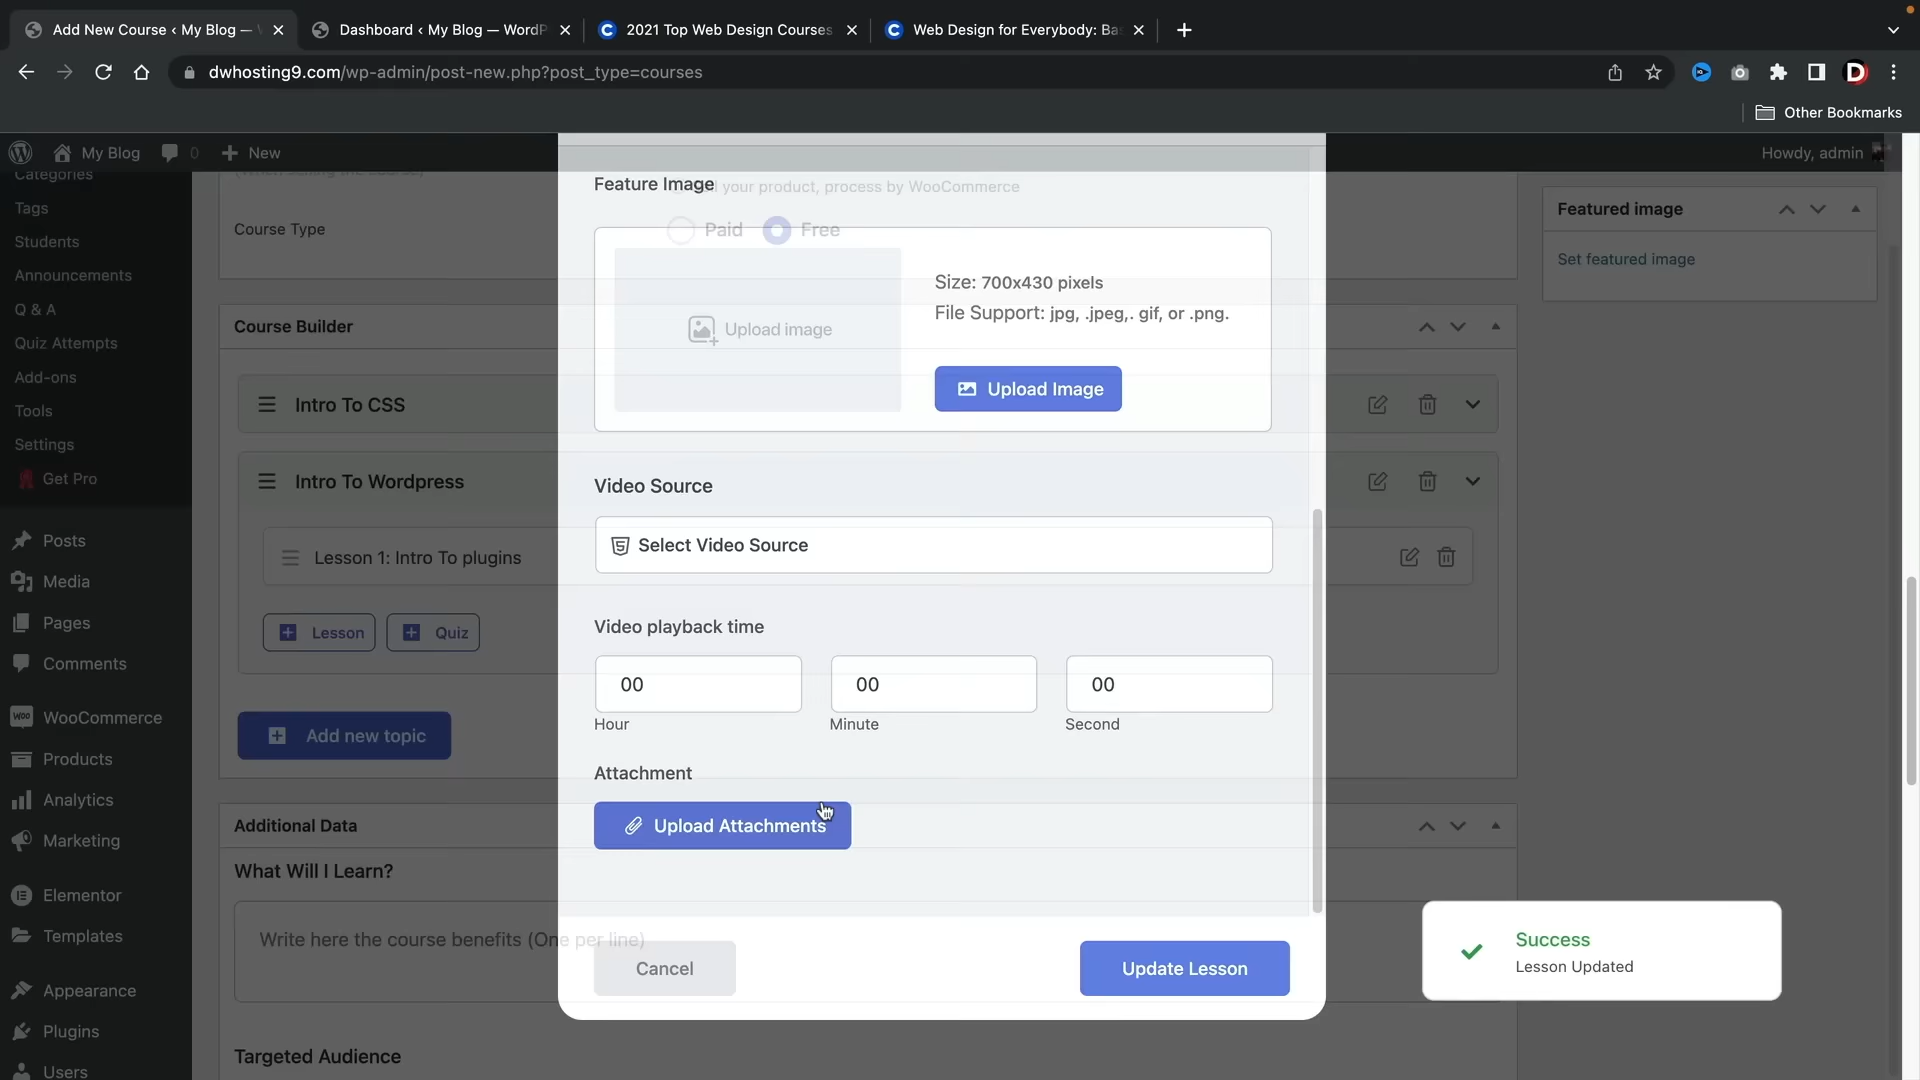 Add New Course ‹ My Blog —
Dashboard ‹ My Blog — WordP
2021 Top Web Design Courses
Web Design for Everybody: Ba
dwhosting9.com/wp-admin/post-new.php?post_type=courses
Other Bookmarks
My Blog
0
New
Howdy, admin
Categories
Tags
Students
Announcements
Q & A
Quiz Attempts
Add-ons
Tools
Settings
Get Pro
Posts
Media
Pages
Comments
WooCommerce
Products
Analytics
Marketing
Elementor
Templates
Appearance
Plugins
Users
Course Type
Course Builder
Intro To CSS
Intro To Wordpress
Lesson 1: Intro To plugins
Lesson
Quiz
Add new topic
Additional Data
What Will I Learn?
Write here the course benefits (One per line)
Targeted Audience
Feature Image
your product, process by WooCommerce
Paid
Free
Upload image
Size: 700x430 pixels
File Support: jpg, .jpeg,. gif, or .png.
Upload Image
Video Source
Select Video Source
Video playback time
00
00
00
Hour
Minute
Second
Attachment
Upload Attachments
Cancel
Update Lesson
Featured image
Set featured image
Success
Lesson Updated